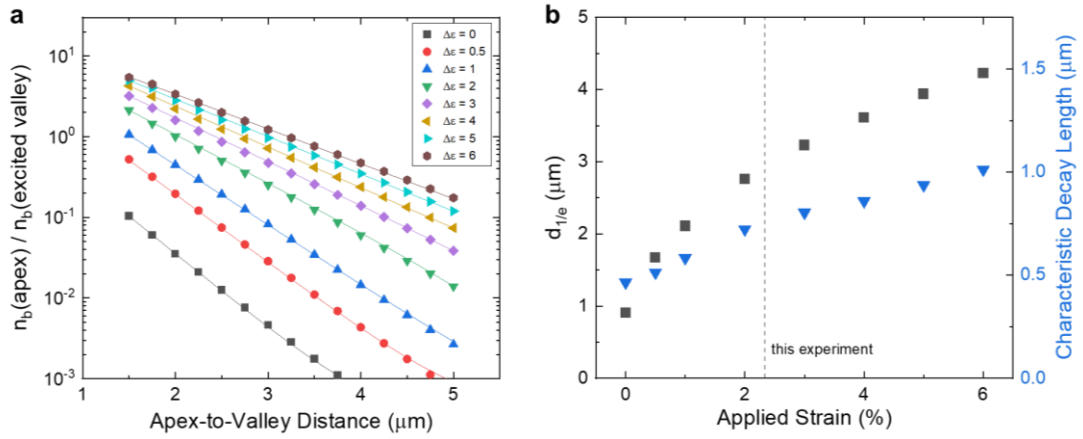 a
n_b(apex) / n_b(excited valley)
10¹
10⁰
10⁻¹
10⁻²
10⁻³
Δε = 0
Δε = 0.5
Δε = 1
Δε = 2
Δε = 3
Δε = 4
Δε = 5
Δε = 6
1 2 3 4 5
Apex-to-Valley Distance (μm)
b
d_1/e (μm)
5
4
3
2
1
0
this experiment
0 2 4 6
Applied Strain (%)
1.5
1.0
0.5
0.0
Characteristic Decay Length (μm)